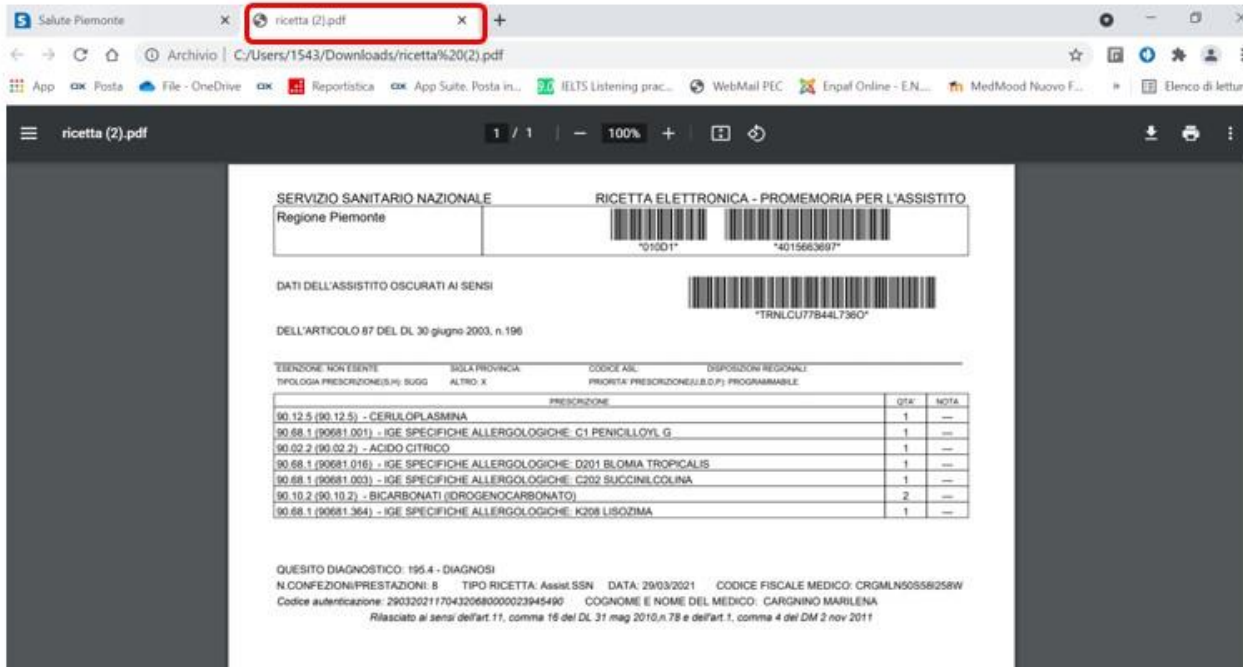 Salute Piemonte
ricetta (2).pdf
Archivio | C:/Users/1543/Downloads/ricetta%20(2).pdf
App Posta File - OneDrive Reportistica App Suite. Posta in... IELTS Listening prac... WebMail PEC Enpaf Online - E.N.... MedMood Nuovo F... » Elenco di lettur
ricetta (2).pdf 1 / 1 — 100% +
SERVIZIO SANITARIO NAZIONALE RICETTA ELETTRONICA - PROMEMORIA PER L'ASSISTITO
Regione Piemonte
*010D1* *4015663697*
DATI DELL'ASSISTITO OSCURATI AI SENSI
*TRNLCU77B44L736O*
DELL'ARTICOLO 87 DEL DL 30 giugno 2003, n.196
ESENZIONE: NON ESENTE SIGLA PROVINCIA: CODICE ASL: DISPOSIZIONI REGIONALI:
TIPOLOGIA PRESCRIZIONE(S,H): SUGG ALTRO: X PRIORITA' PRESCRIZIONE(U,B,D,P): PROGRAMMABILE
PRESCRIZIONE QTA' NOTA
90.12.5 (90.12.5) - CERULOPLASMINA 1 ---
90.68.1 (90681.001) - IGE SPECIFICHE ALLERGOLOGICHE: C1 PENICILLOYL G 1 ---
90.02.2 (90.02.2) - ACIDO CITRICO 1 ---
90.68.1 (90681.016) - IGE SPECIFICHE ALLERGOLOGICHE: D201 BLOMIA TROPICALIS 1 ---
90.68.1 (90681.003) - IGE SPECIFICHE ALLERGOLOGICHE: C202 SUCCINILCOLINA 1 ---
90.10.2 (90.10.2) - BICARBONATI (IDROGENOCARBONATO) 2 ---
90.68.1 (90681.364) - IGE SPECIFICHE ALLERGOLOGICHE: K208 LISOZIMA 1 ---
QUESITO DIAGNOSTICO: 195.4 - DIAGNOSI
N.CONFEZIONI/PRESTAZIONI: 8 TIPO RICETTA: Assist.SSN DATA: 29/03/2021 CODICE FISCALE MEDICO: CRGMLN50S58I258W
Codice autenticazione: 290320211704320680000023945490 COGNOME E NOME DEL MEDICO: CARGNINO MARILENA
Rilasciato ai sensi dell'art.11, comma 16 del DL 31 mag 2010,n.78 e dell'art.1, comma 4 del DM 2 nov 2011